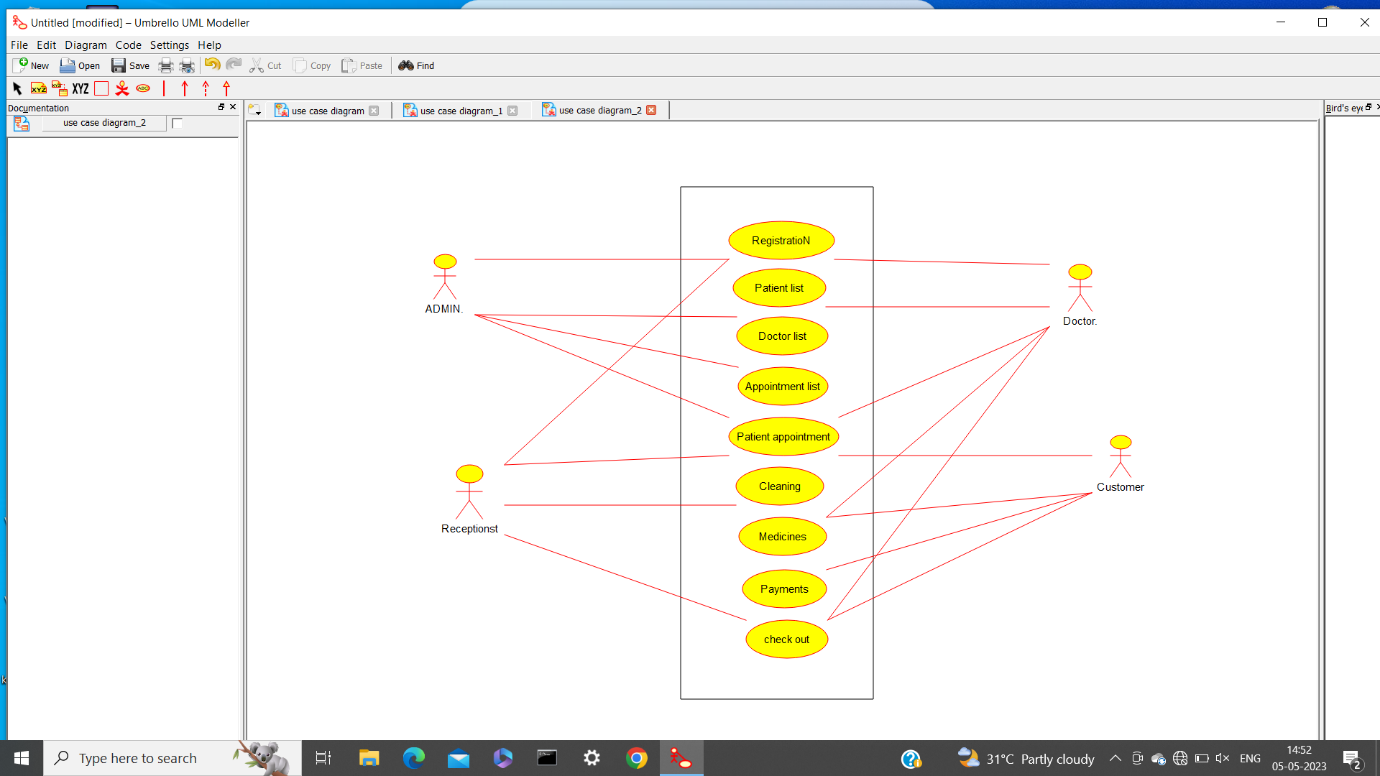 Untitled [modified] – Umbrello UML Modeller
File Edit Diagram Code Settings Help
New Open Save Cut Copy Paste Find
XYZ
Documentation
use case diagram use case diagram_1 use case diagram_2
Bird's eye
use case diagram_2
RegistratioN
Patient list
ADMIN.
Doctor.
Doctor list
Appointment list
Patient appointment
Cleaning
Customer
Receptionst
Medicines
Payments
check out
Type here to search
31°C Partly cloudy
ENG
14:52
05-05-2023
2